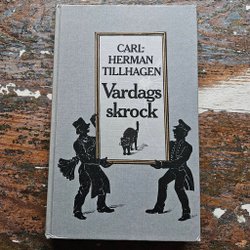 CARL:
HERMAN
TILLHAGEN
Vardags
skrock